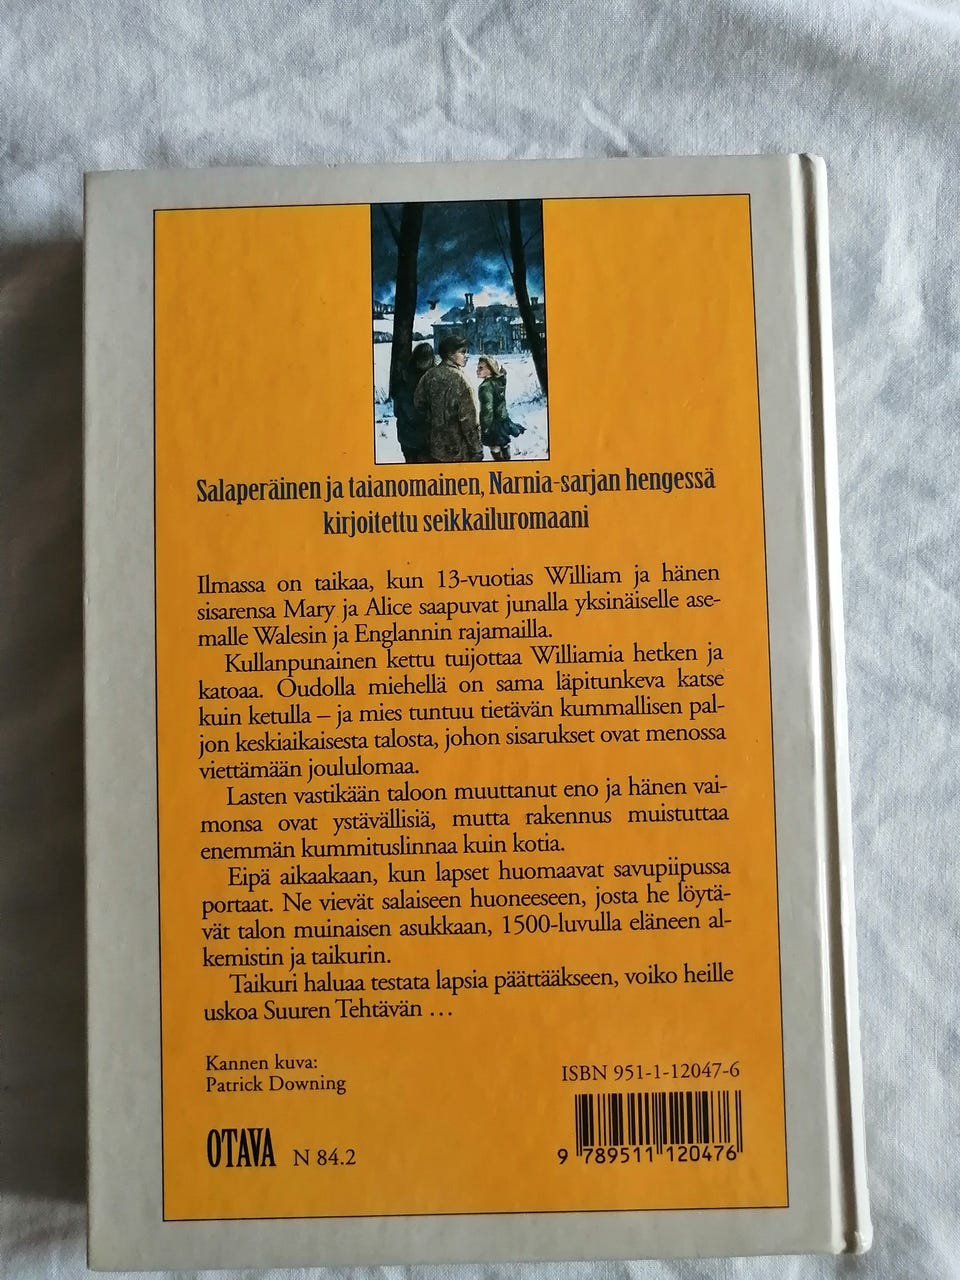 Salaperäinen ja taianomainen, Narnia-sarjan hengessä
kirjoitettu seikkailuromaani
Ilmassa on taikaa, kun 13-vuotias William ja hänen
sisarensa Mary ja Alice saapuvat junalla yksinäiselle ase-
malle Walesin ja Englannin rajamailla.
Kullanpunainen kettu tuijottaa Williamia hetken ja
katoaa. Oudolla miehellä on sama läpitunkeva katse
kuin ketulla – ja mies tuntuu tietävän kummallisen pal-
jon keskiaikaisesta talosta, johon sisarukset ovat menossa
viettämään joululomaa.
Lasten vastikään taloon muuttanut eno ja hänen vai-
monsa ovat ystävällisiä, mutta rakennus muistuttaa
enemmän kummituslinnaa kuin kotia.
Eipä aikaakaan, kun lapset huomaavat savupiipussa
portaat. Ne vievät salaiseen huoneeseen, josta he löytä-
vät talon muinaisen asukkaan, 1500-luvulla eläneen al-
kemistin ja taikurin.
Taikuri haluaa testata lapsia päättääkseen, voiko heille
uskoa Suuren Tehtävän …
Kannen kuva:
Patrick Downing
ISBN 951-1-12047-6
OTAVA N 84.2
9 789511 120476